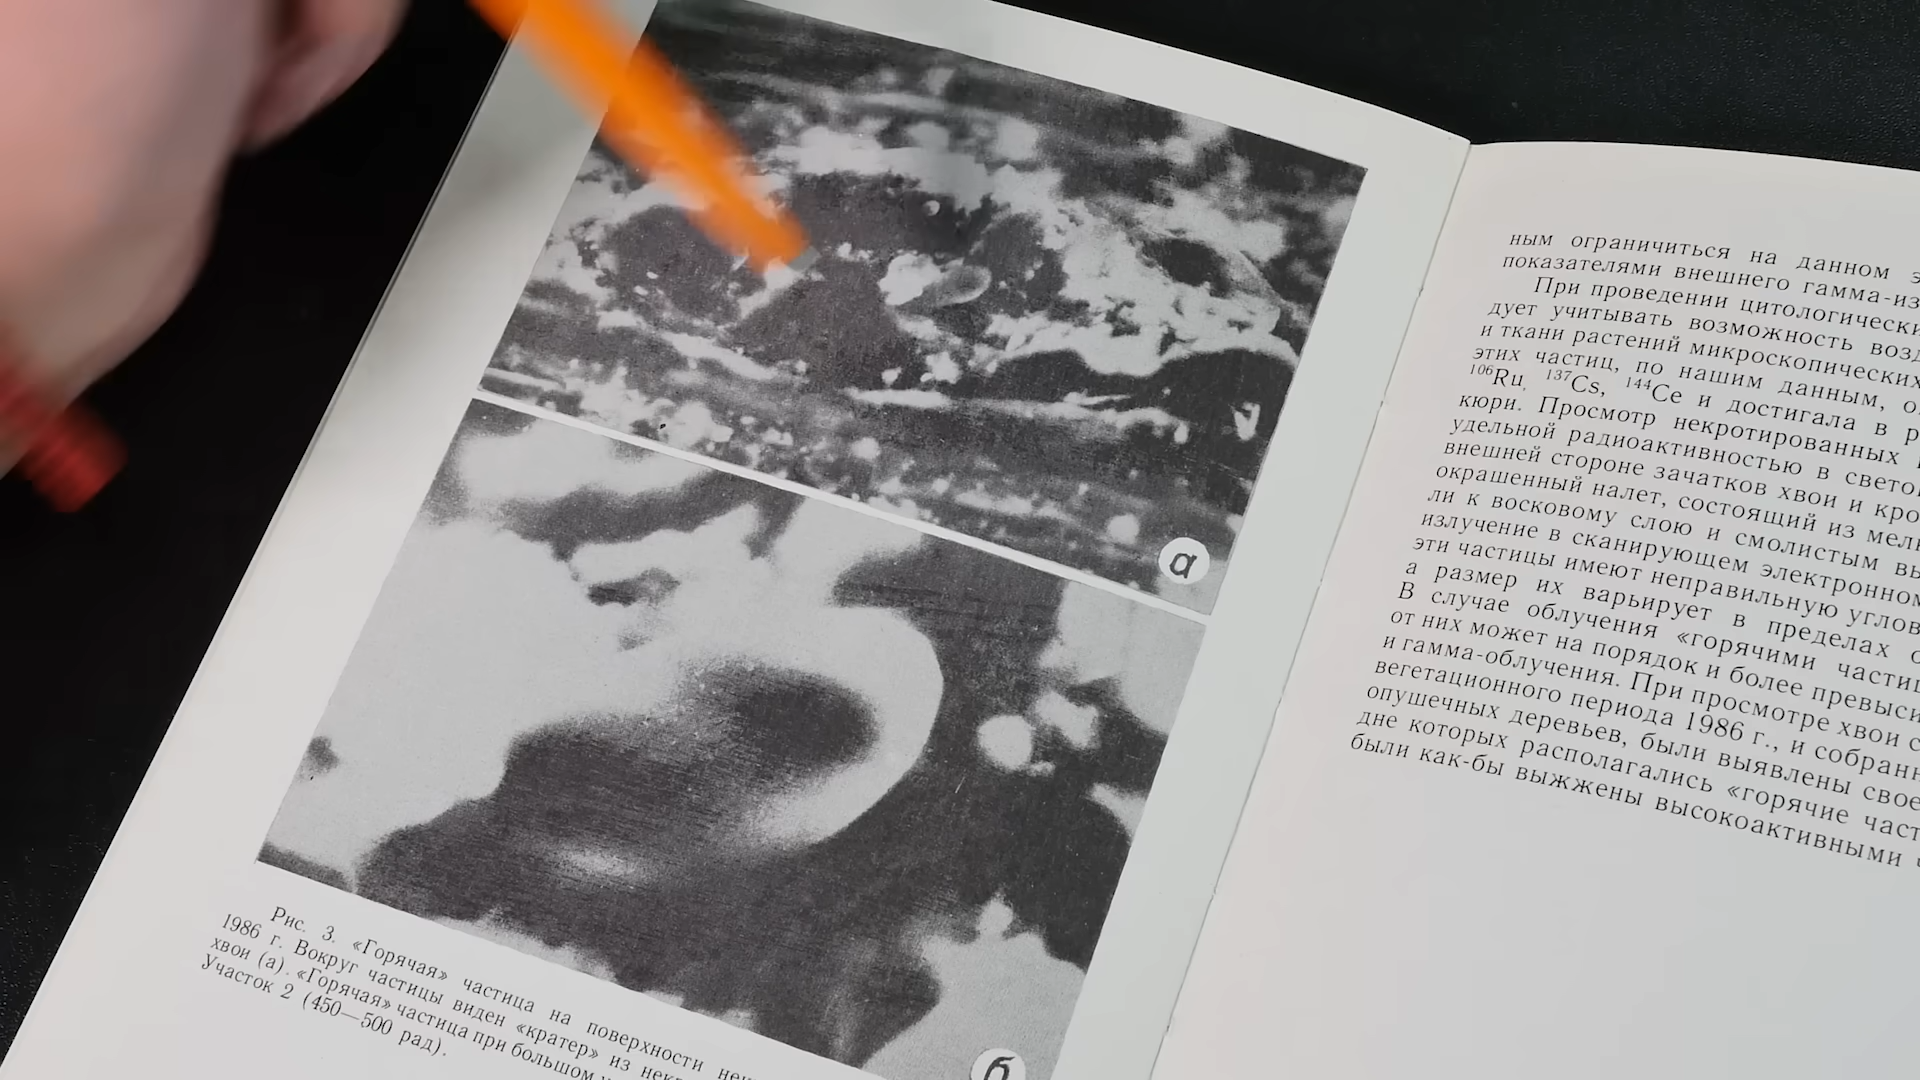 а
б
Рис. 3. «Горячая» частица на поверхности
1986 г. Вокруг частицы виден «кратер» из
хвои (а). «Горячая» частица при большом
Участок 2 (450—500 рад).
ным ограничиться на данном
показателями внешнего гамма-из
При проведении цитологически
дует учитывать возможность возд
и ткани растений микроскопических
этих частиц, по нашим данным,
¹⁰⁶Ru, ¹³⁷Cs, ¹⁴⁴Ce и достигала в
кюри. Просмотр некротированных
удельной радиоактивностью в свето
внешней стороне зачатков хвои и кро
окрашенный налет, состоящий из мел
ли к восковому слою и смолистым вы
излучение в сканирующем электронном
эти частицы имеют неправильную углов
а размер их варьирует в пределах
В случае облучения «горячими частиц
от них может на порядок и более превыси
и гамма-облучения. При просмотре хвои
вегетационного периода 1986 г., и собран
опушечных деревьев, были выявлены свое
дне которых располагались «горячие част
были как-бы выжжены высокоактивными